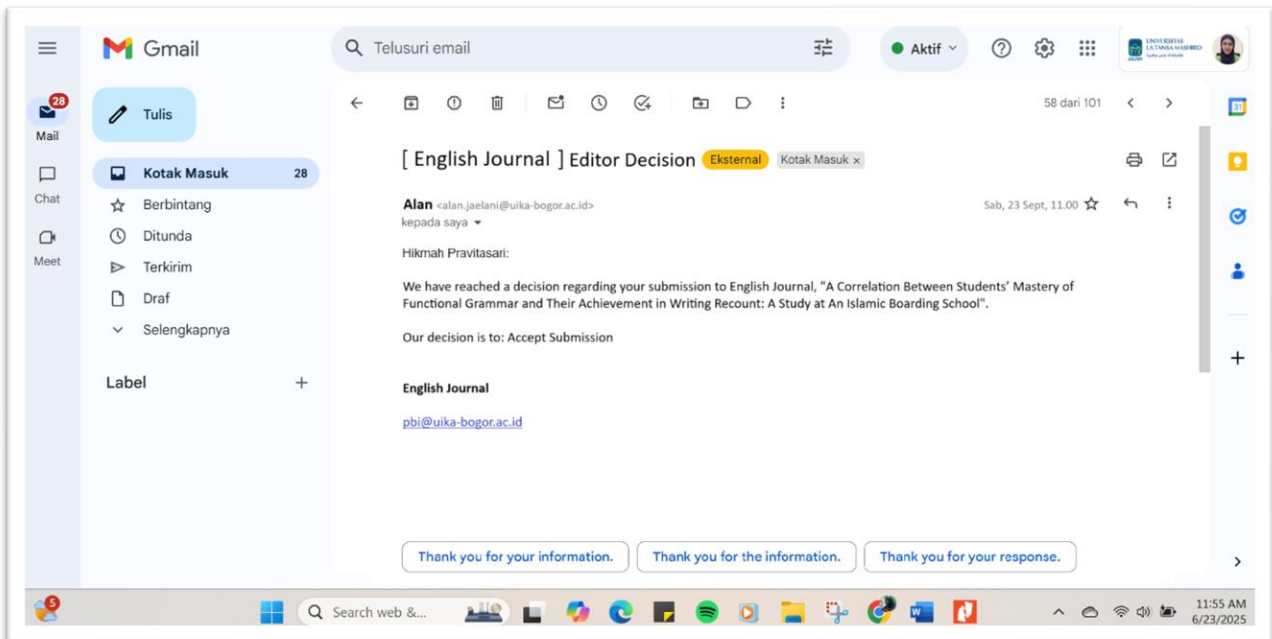 Gmail
Telusuri email
Aktif
UNIVERSITAS
LA TANSA MASHIRO
28
Mail
Chat
Meet
Tulis
Kotak Masuk 28
Berbintang
Ditunda
Terkirim
Draf
Selengkapnya
Label
58 dari 101
31
[ English Journal ] Editor Decision Eksternal Kotak Masuk x
Alan <alan.jaelani@uika-bogor.ac.id> Sab, 23 Sept, 11.00
kepada saya
Hikmah Pravitasari:
We have reached a decision regarding your submission to English Journal, "A Correlation Between Students' Mastery of
Functional Grammar and Their Achievement in Writing Recount: A Study at An Islamic Boarding School".
Our decision is to: Accept Submission
English Journal
pbi@uika-bogor.ac.id
Thank you for your information. Thank you for the information. Thank you for your response.
5
Search web &...
11:55 AM
6/23/2025